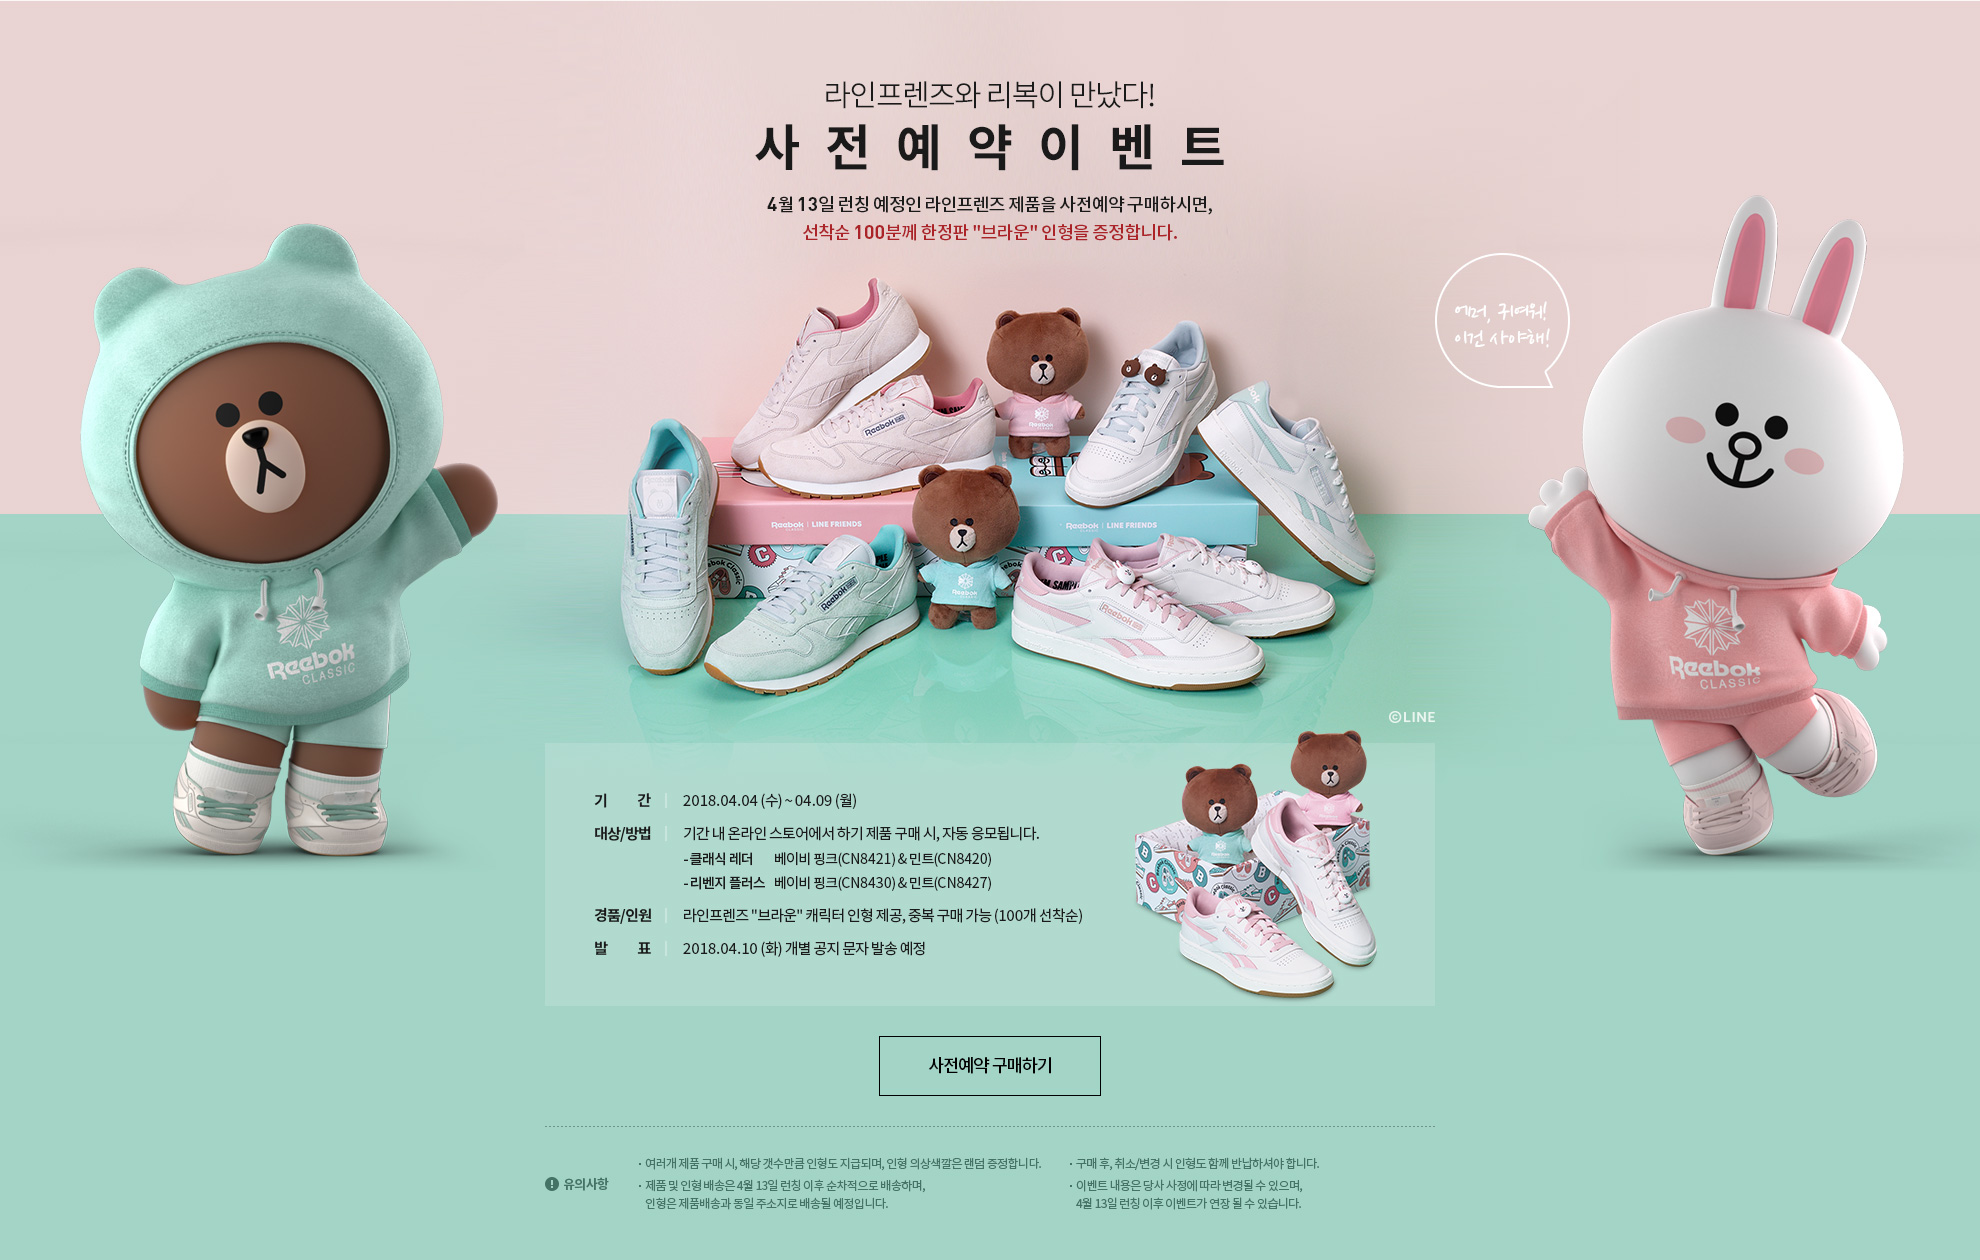 라인프렌즈와 리복이 만났다!
사전예약이벤트
4월 13일 런칭 예정인 라인프렌즈 제품을 사전예약 구매하시면,
선착순 100분께 한정판 "브라운" 인형을 증정합니다.
에머, 귀여워!
이건 사야해!
Reebok
Reebok
Reebok CLASSIC | LINE FRIENDS
Reebok CLASSIC | LINE FRIENDS
Reebok
Reebok
Reebok
CLASSIC
Reebok
CLASSIC
©LINE
기 간 2018.04.04 (수) ~ 04.09 (월)
대상/방법 기간 내 온라인 스토어에서 하기 제품 구매 시, 자동 응모됩니다.
- 클래식 레더 베이비 핑크(CN8421) & 민트(CN8420)
- 리벤지 플러스 베이비 핑크(CN8430) & 민트(CN8427)
경품/인원 라인프렌즈 "브라운" 캐릭터 인형 제공, 중복 구매 가능 (100개 선착순)
발 표 2018.04.10 (화) 개별 공지 문자 발송 예정
사전예약 구매하기
유의사항
· 여러개 제품 구매 시, 해당 갯수만큼 인형도 지급되며, 인형 의상색깔은 랜덤 증정합니다.
· 제품 및 인형 배송은 4월 13일 런칭 이후 순차적으로 배송하며,
인형은 제품배송과 동일 주소지로 배송될 예정입니다.
· 구매 후, 취소/변경 시 인형도 함께 반납하셔야 합니다.
· 이벤트 내용은 당사 사정에 따라 변경될 수 있으며,
4월 13일 런칭 이후 이벤트가 연장 될 수 있습니다.